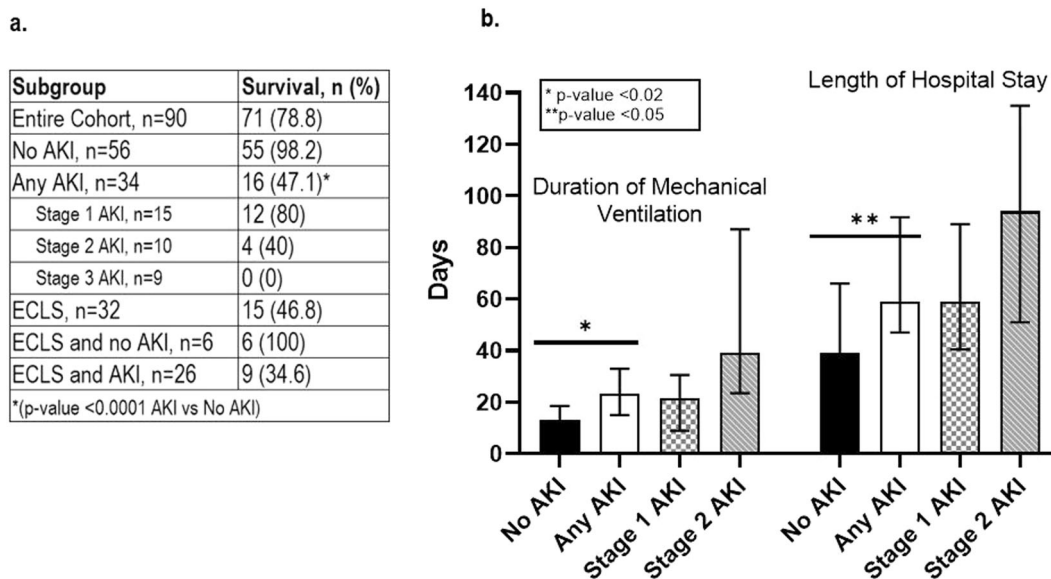 a.
Subgroup Survival, n (%)
Entire Cohort, n=90 71 (78.8)
No AKI, n=56 55 (98.2)
Any AKI, n=34 16 (47.1)*
Stage 1 AKI, n=15 12 (80)
Stage 2 AKI, n=10 4 (40)
Stage 3 AKI, n=9 0 (0)
ECLS, n=32 15 (46.8)
ECLS and no AKI, n=6 6 (100)
ECLS and AKI, n=26 9 (34.6)
*(p-value <0.0001 AKI vs No AKI)
b.
* p-value <0.02
**p-value <0.05
Duration of Mechanical
Ventilation
Length of Hospital Stay
Days
140
120
100
80
60
40
20
0
*
**
No AKI
Any AKI
Stage 1 AKI
Stage 2 AKI
No AKI
Any AKI
Stage 1 AKI
Stage 2 AKI